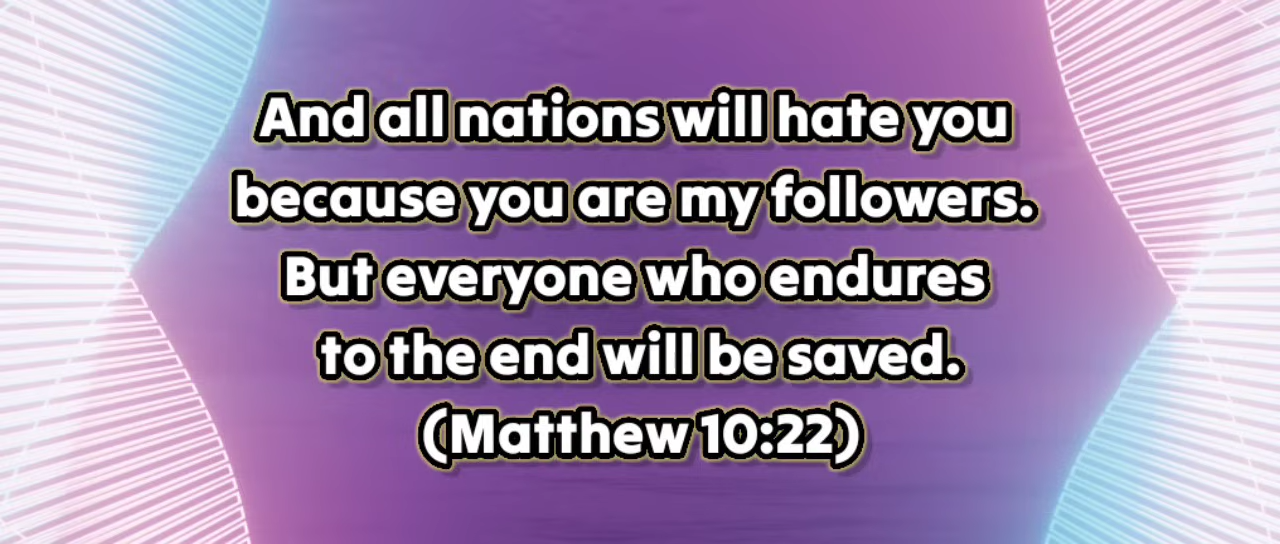 And all nations will hate you
because you are my followers.
But everyone who endures
to the end will be saved.
(Matthew 10:22)